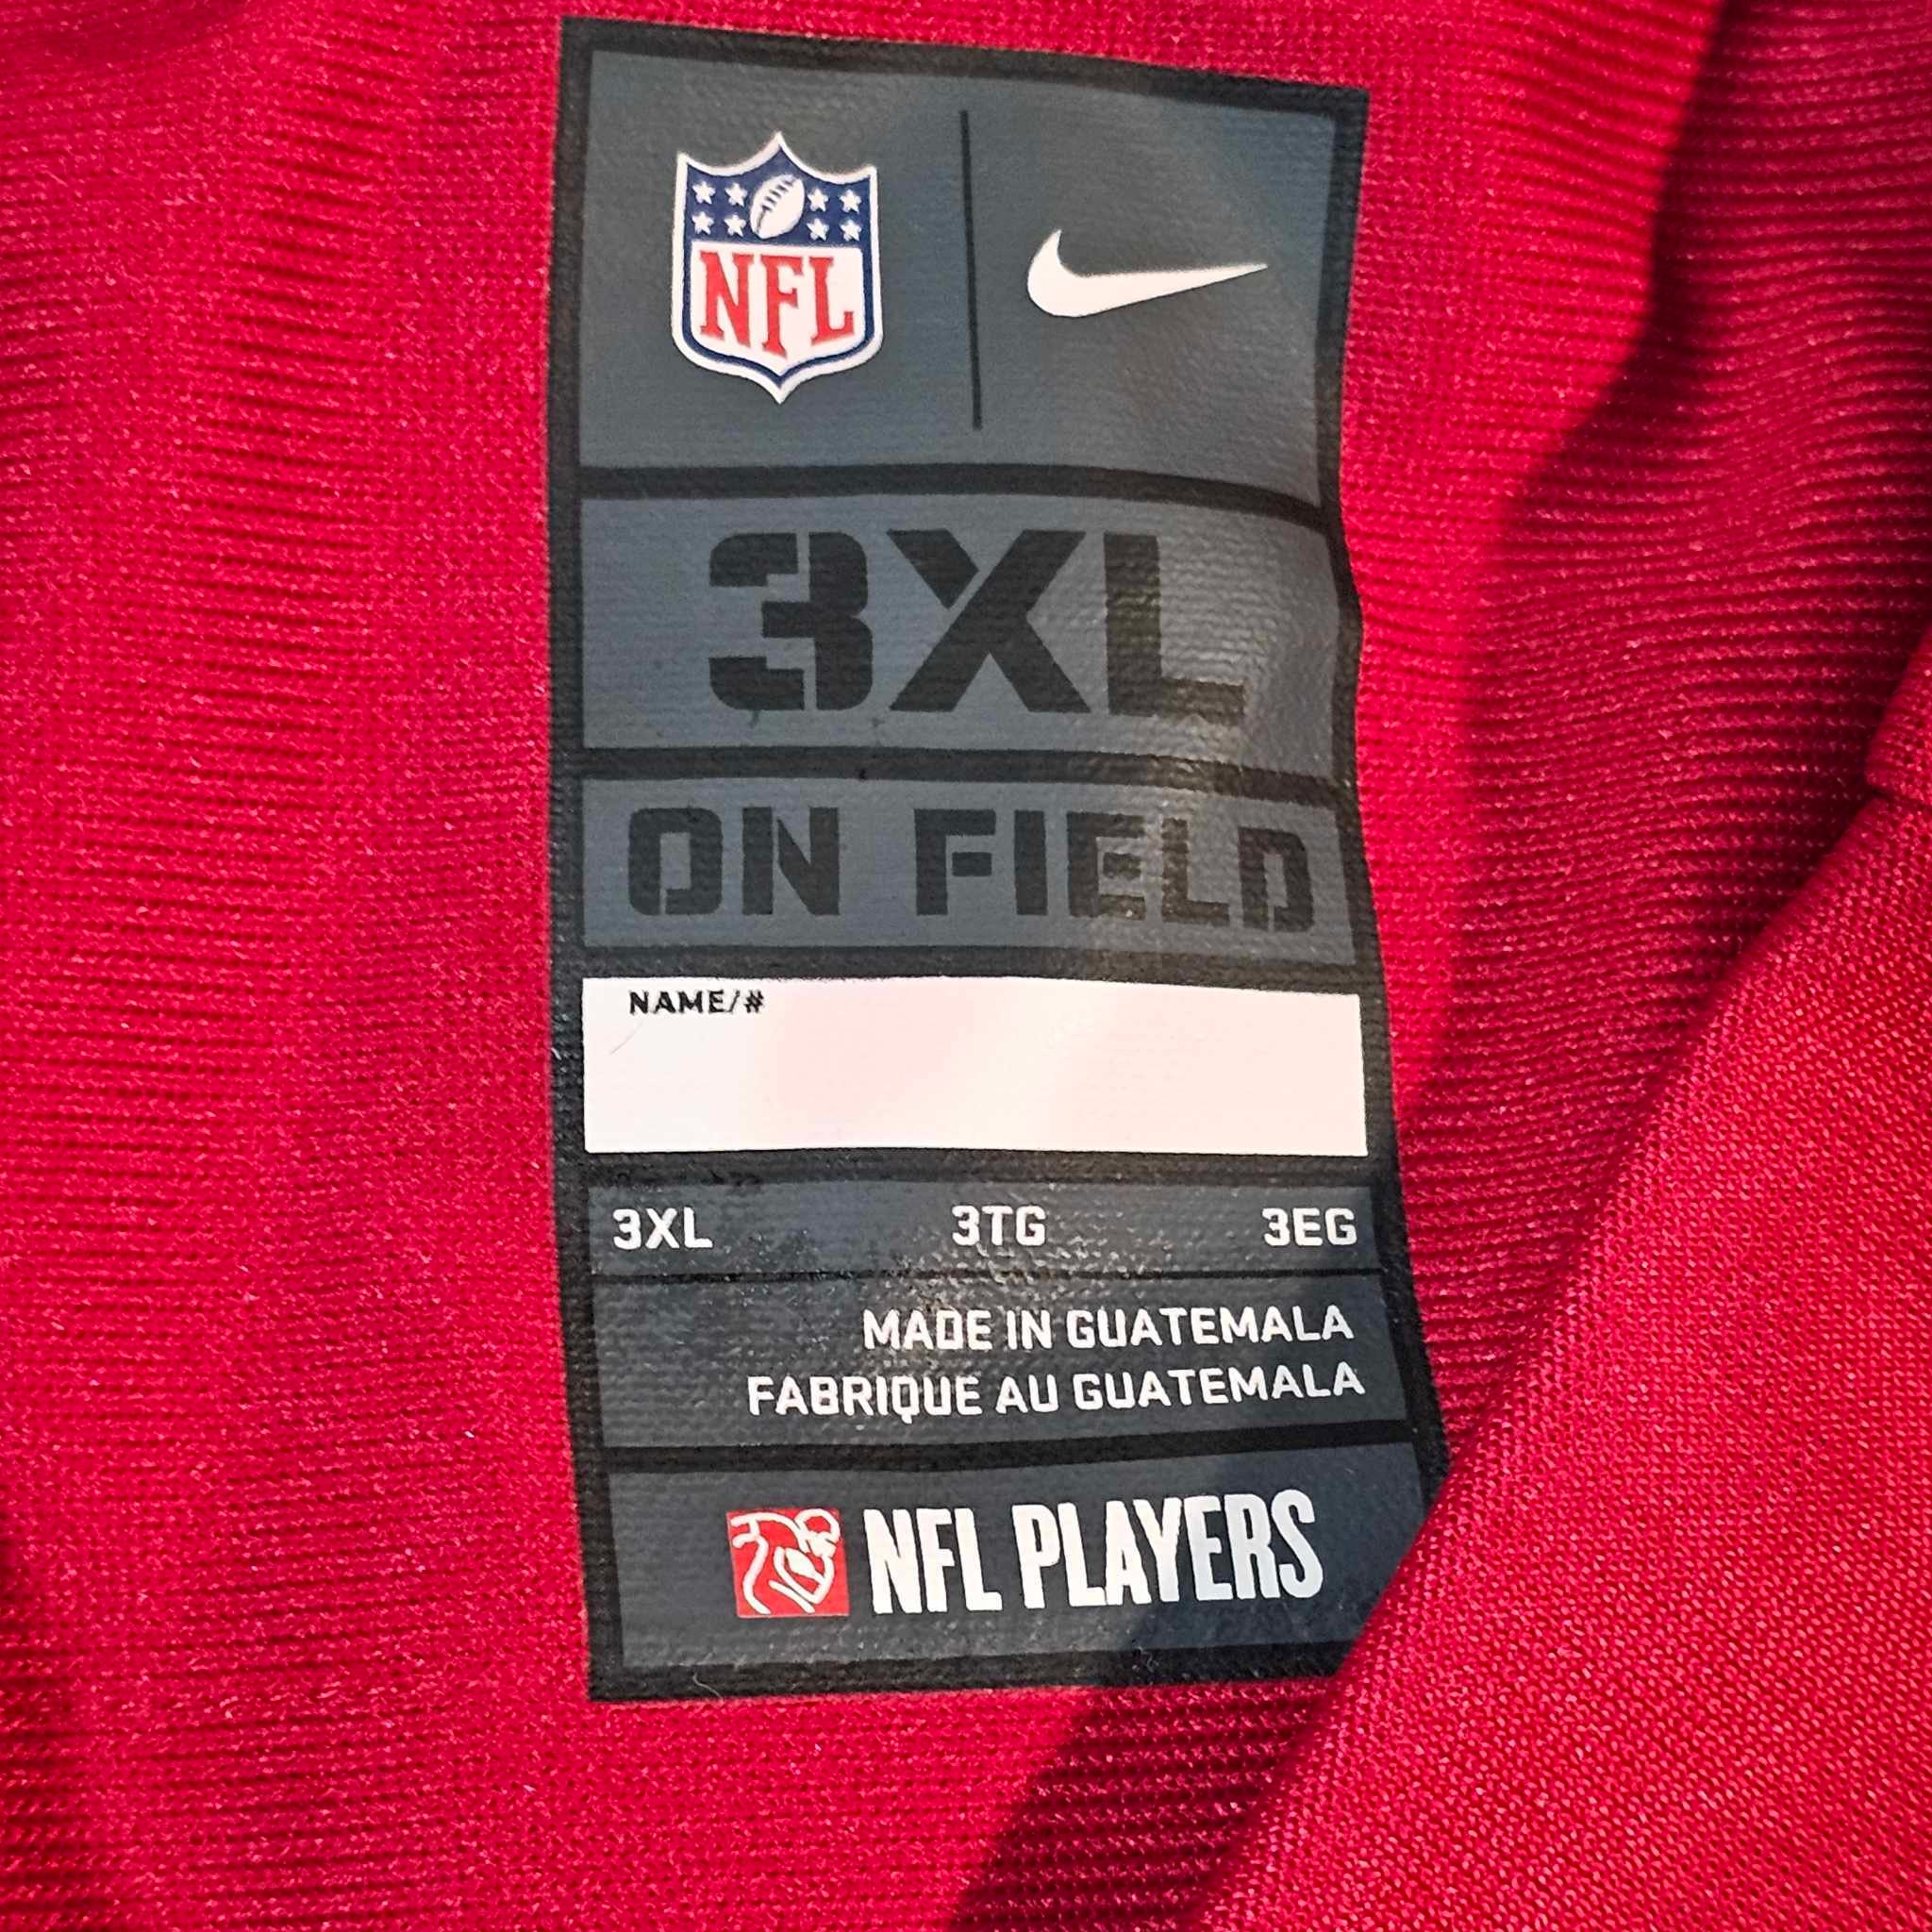 NFL
3XL
ON FIELD
NAME/#
3XL 3TG 3EG
MADE IN GUATEMALA
FABRIQUE AU GUATEMALA
NFL PLAYERS